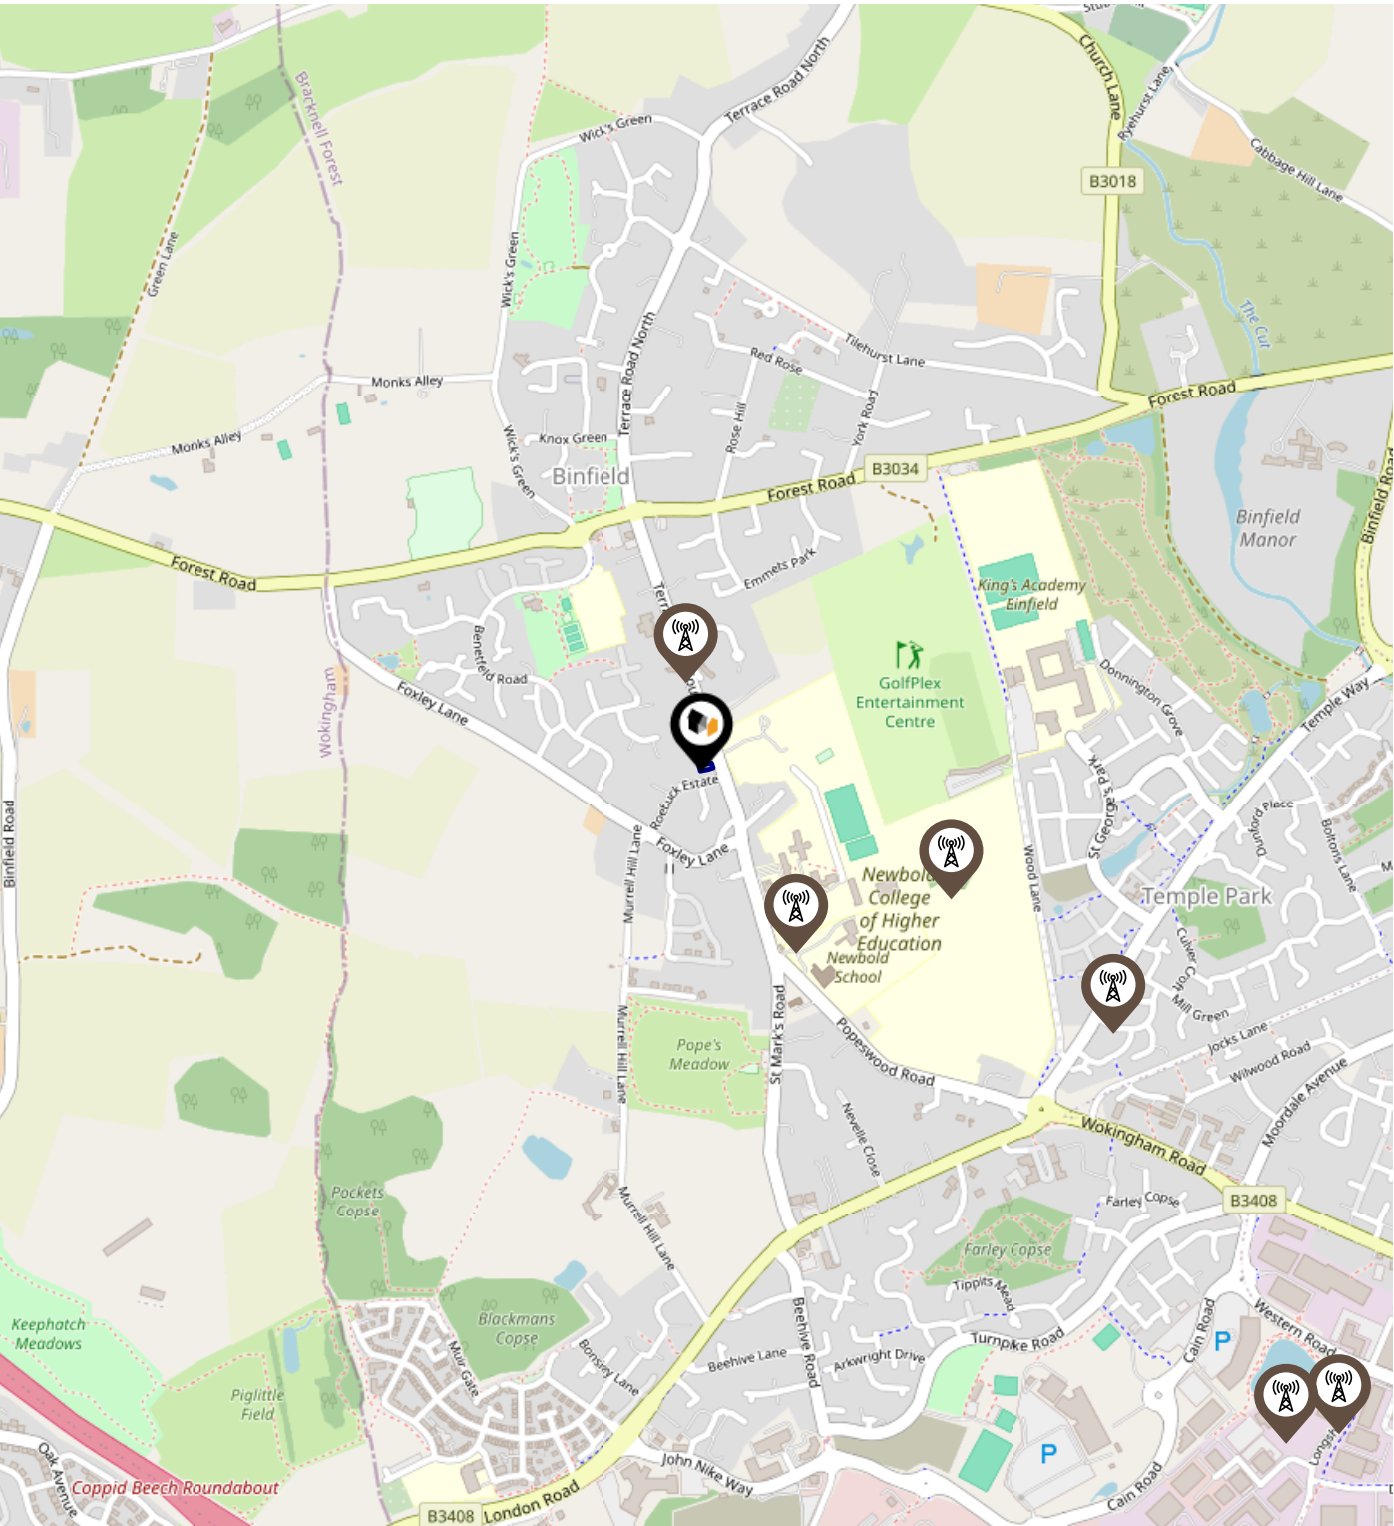 Church Lane
Terrace Road North
Ryehurst Lane
Wick's Green
Bracknell Forest
Cabbage Hill Lane
B3018
Green Lane
Wick's Green
The Cut
Terrace Road North
Tilehurst Lane
Red Rose
Monks Alley
Forest Road
Rose Hill
York Road
Monks Alley
Knox Green
Wick's Green
Binfield
B3034
Forest Road
Binfield Road
Binfield
Manor
Forest Road
Emmets Park
King's Academy
Binfield
Benetfeld Road
Foxley Lane
Wokingham
GolfPlex
Entertainment
Centre
Donnington Grove
Temple Way
Roebuck Estate
St George's Park
Binfield Road
Foxley Lane
Murrell Hill Lane
Wood Lane
Boltons Lane
Temple Park
Newbold
College
of Higher
Education
Newbold
School
Culver Croft
Mill Green
Jocks Lane
Wilwood Road
Moordale Avenue
Murrell Hill Lane
Pope's
Meadow
St Mark's Road
Popeswood Road
Nevelle Close
Wokingham Road
B3408
Farley Copse
Pockets
Copse
Murrell Hill Lane
Farley Copse
Tippits Mead
Keephatch
Meadows
Blackmans
Copse
Muir Gate
Bonsley Lane
Beehive Lane
Beehive Road
Arkwright Drive
Turnpike Road
Cain Road
P
Western Road
Piglittle
Field
Oak Avenue
Coppid Beech Roundabout
John Nike Way
P
Cain Road
B3408
London Road